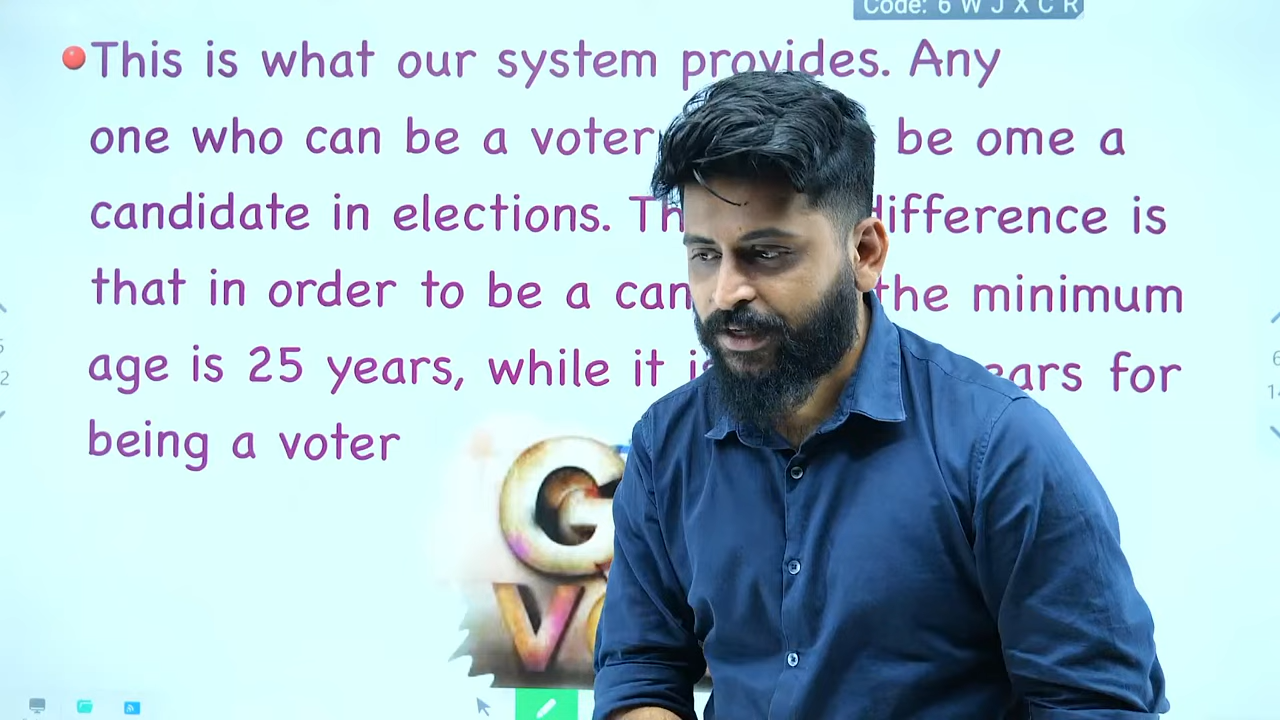 Code: 6 W J X C R
This is what our system provides. Any
one who can be a voter be ome a
candidate in elections. Th difference is
that in order to be a can the minimum
age is 25 years, while it is ears for
being a voter